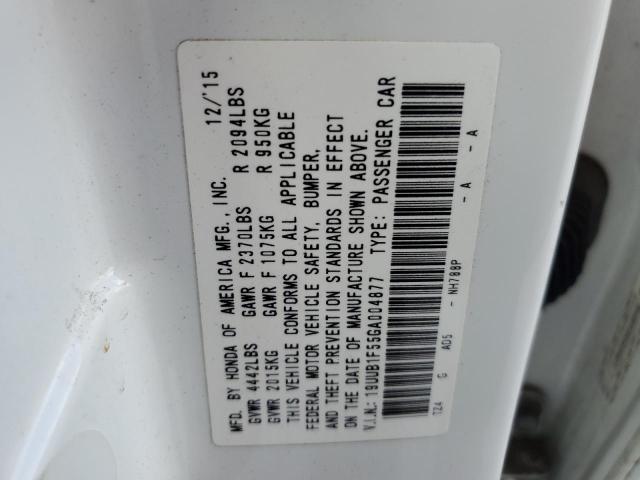 MFD. BY HONDA OF AMERICA MFG., INC. 12/'15
GVWR 4442LBS GAWR F 2370LBS R 2094LBS
GVWR 2015KG GAWR F 1075KG R 950KG
THIS VEHICLE CONFORMS TO ALL APPLICABLE
FEDERAL MOTOR VEHICLE SAFETY, BUMPER,
AND THEFT PREVENTION STANDARDS IN EFFECT
ON THE DATE OF MANUFACTURE SHOWN ABOVE.
V.I.N.: 19UUB1F55GA004877 TYPE: PASSENGER CAR
TZ4 G A05 - NH788P - A - A